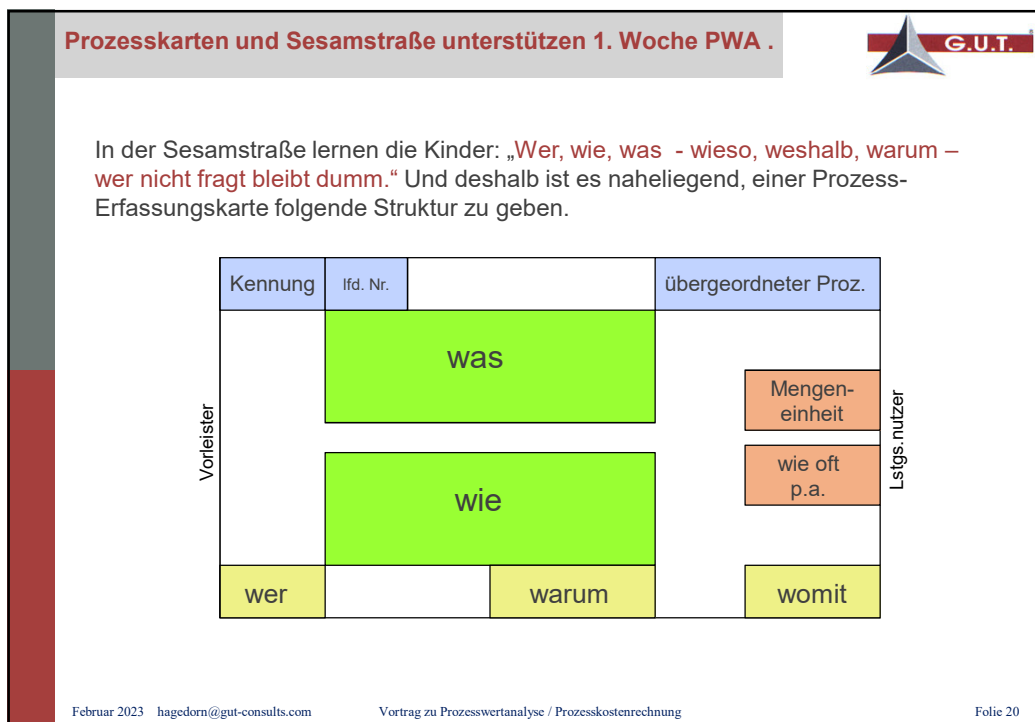 Prozesskarten und Sesamstraße unterstützen 1. Woche PWA .
G.U.T.
In der Sesamstraße lernen die Kinder: „Wer, wie, was - wieso, weshalb, warum –
wer nicht fragt bleibt dumm.“ Und deshalb ist es naheliegend, einer Prozess-
Erfassungskarte folgende Struktur zu geben.
Kennung
lfd. Nr.
übergeordneter Proz.
was
Mengen-
einheit
Vorleister
Lstgs.nutzer
wie oft
p.a.
wie
wer
warum
womit
Februar 2023 hagedorn@gut-consults.com
Vortrag zu Prozesswertanalyse / Prozesskostenrechnung
Folie 20